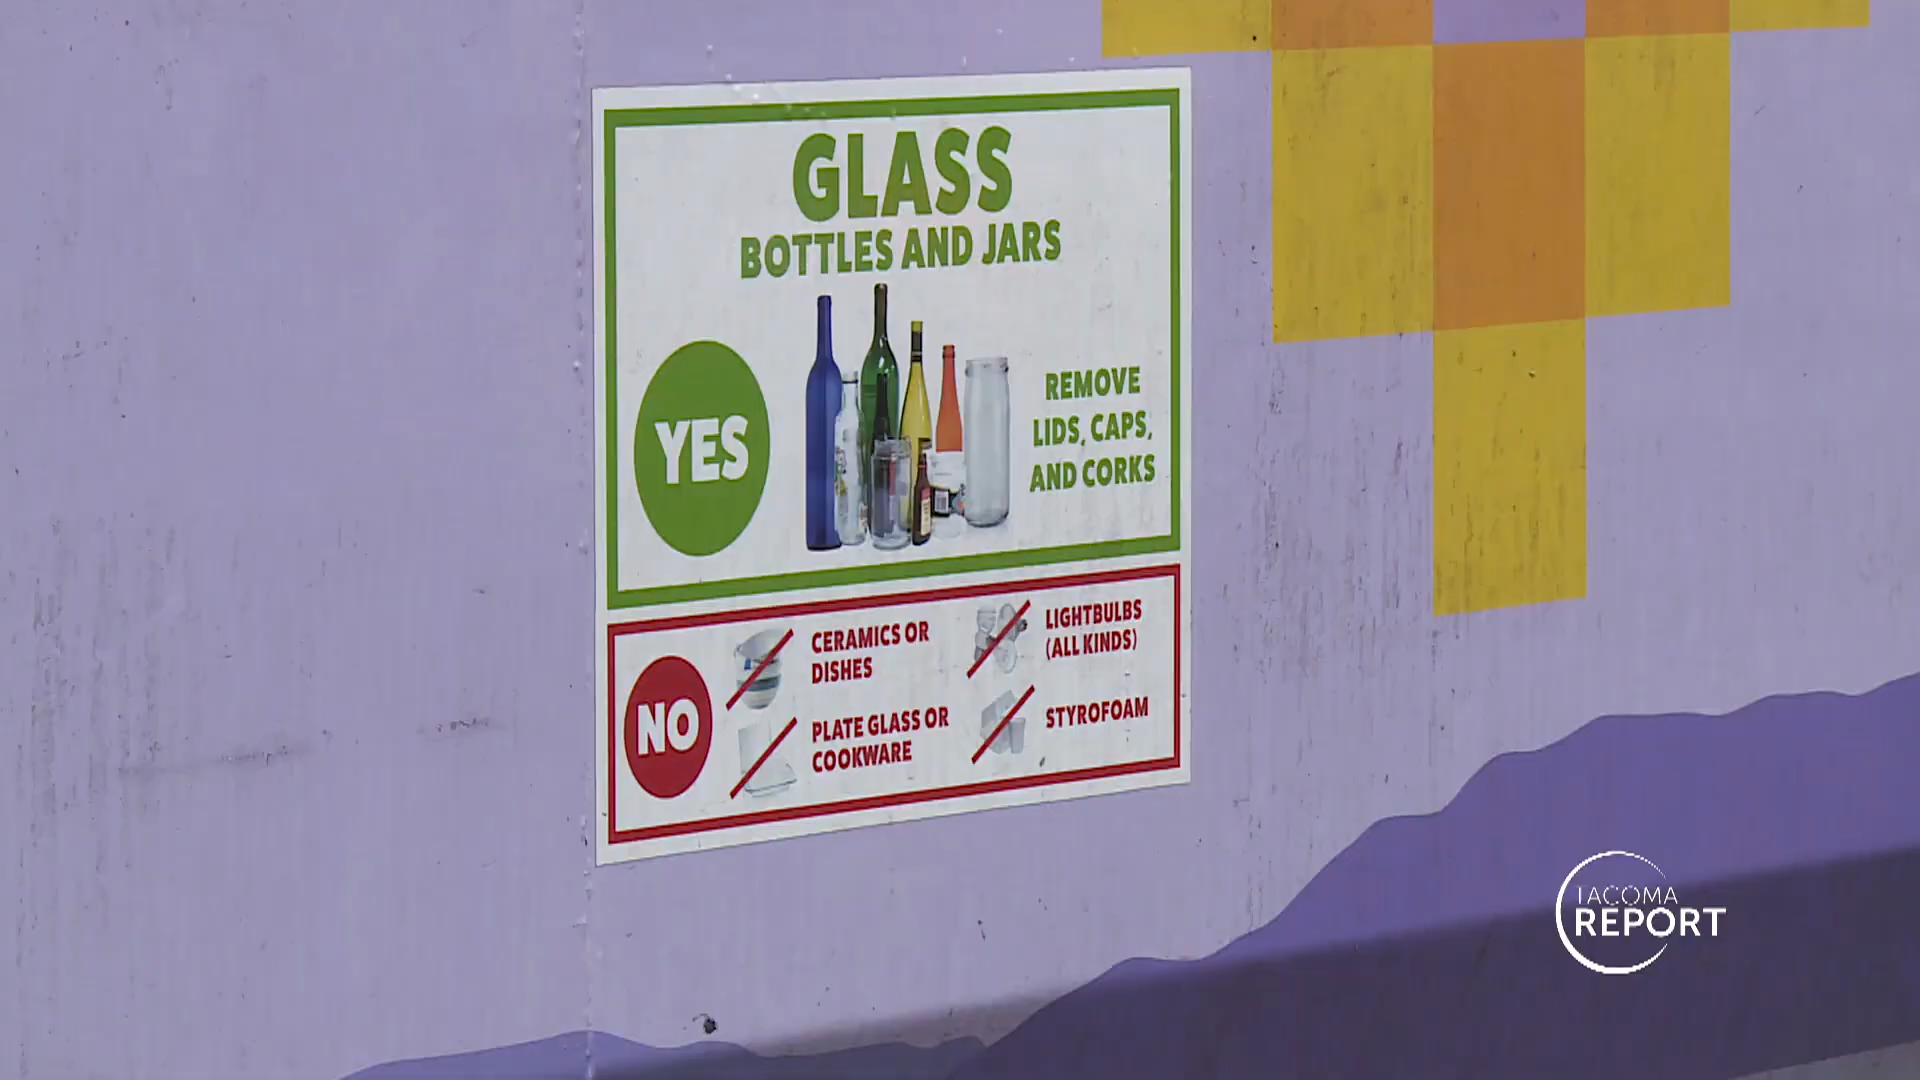 GLASS
BOTTLES AND JARS
YES
REMOVE
LIDS, CAPS,
AND CORKS
NO
CERAMICS OR
DISHES
PLATE GLASS OR
COOKWARE
LIGHTBULBS
(ALL KINDS)
STYROFOAM
TACOMA
REPORT